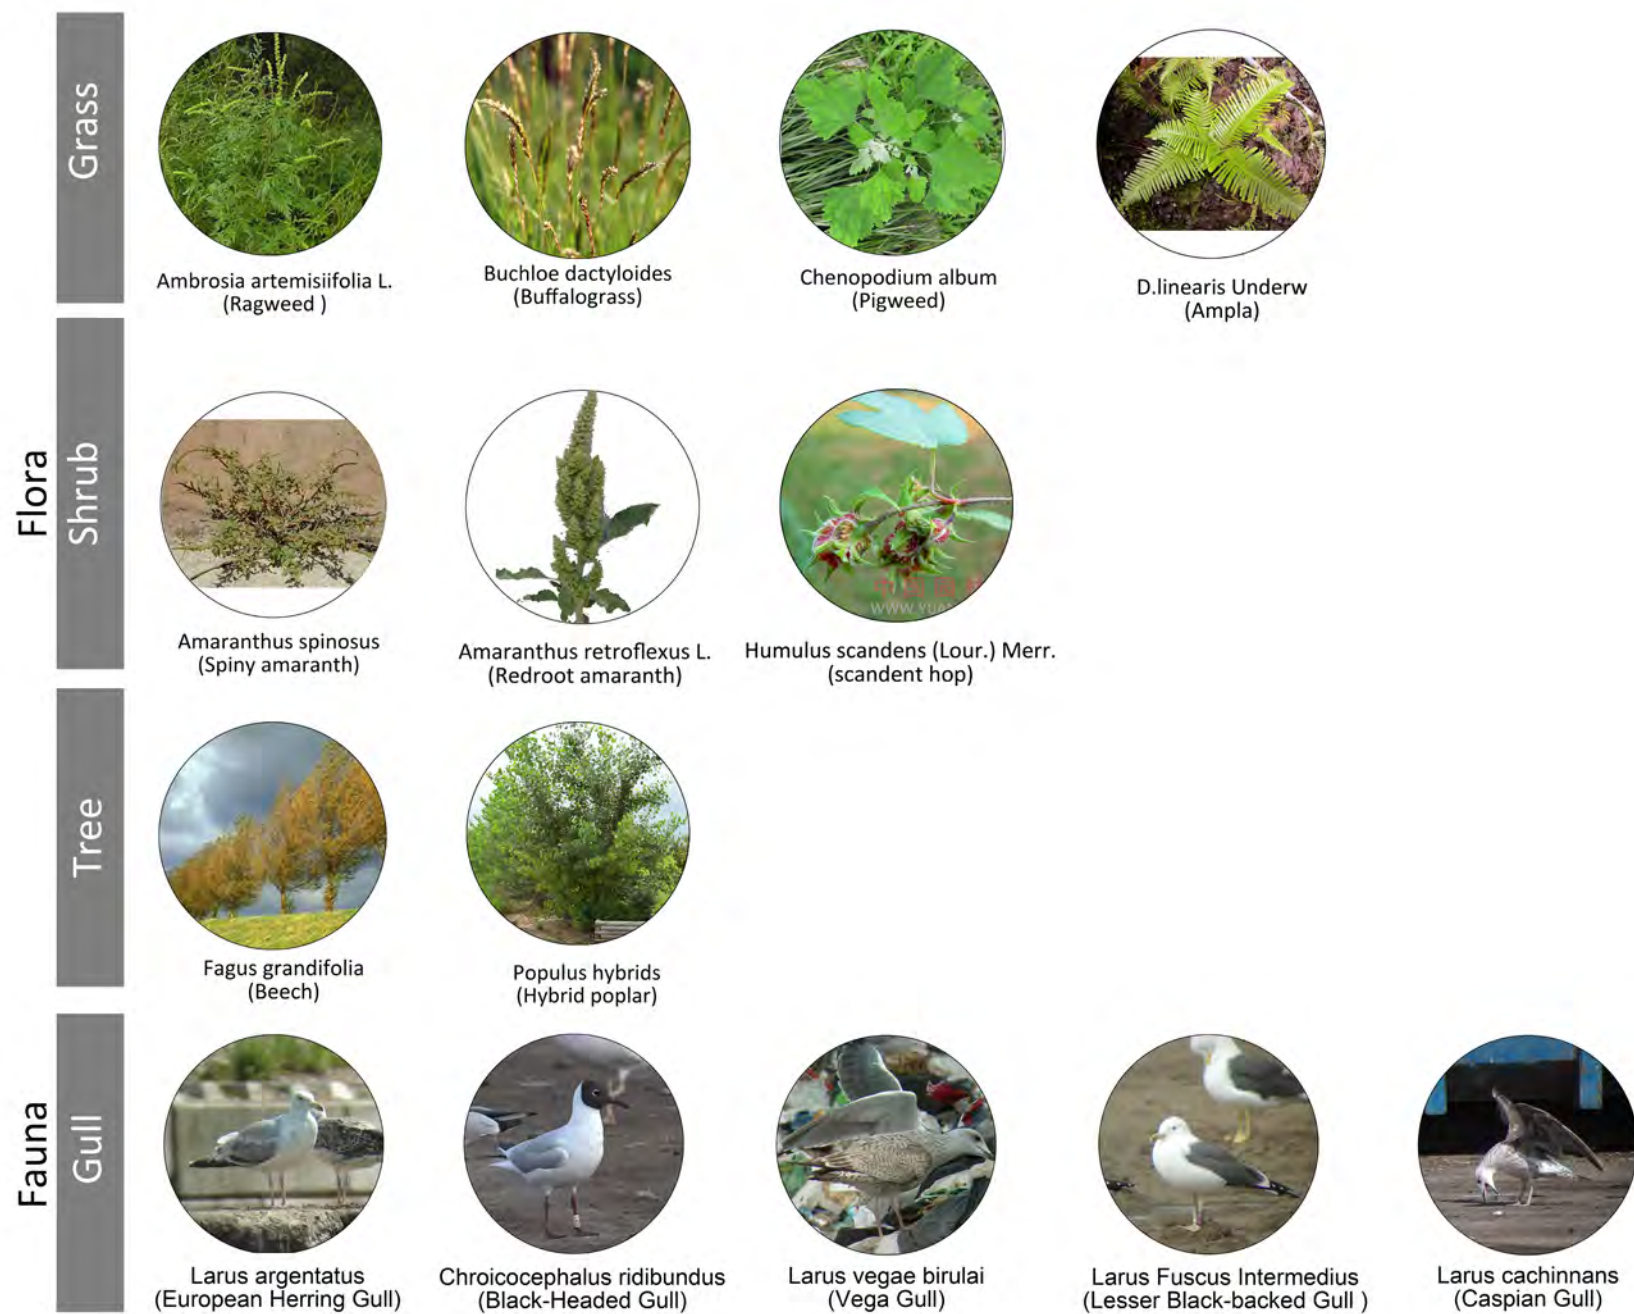 Flora
Grass
Ambrosia artemisiifolia L.
(Ragweed )
Buchloe dactyloides
(Buffalograss)
Chenopodium album
(Pigweed)
D.linearis Underw
(Ampla)
Shrub
Amaranthus spinosus
(Spiny amaranth)
Amaranthus retroflexus L.
(Redroot amaranth)
WWW.YUAN
Humulus scandens (Lour.) Merr.
(scandent hop)
Tree
Fagus grandifolia
(Beech)
Populus hybrids
(Hybrid poplar)
Fauna
Gull
Larus argentatus
(European Herring Gull)
Chroicocephalus ridibundus
(Black-Headed Gull)
Larus vegae birulai
(Vega Gull)
Larus Fuscus Intermedius
(Lesser Black-backed Gull )
Larus cachinnans
(Caspian Gull)